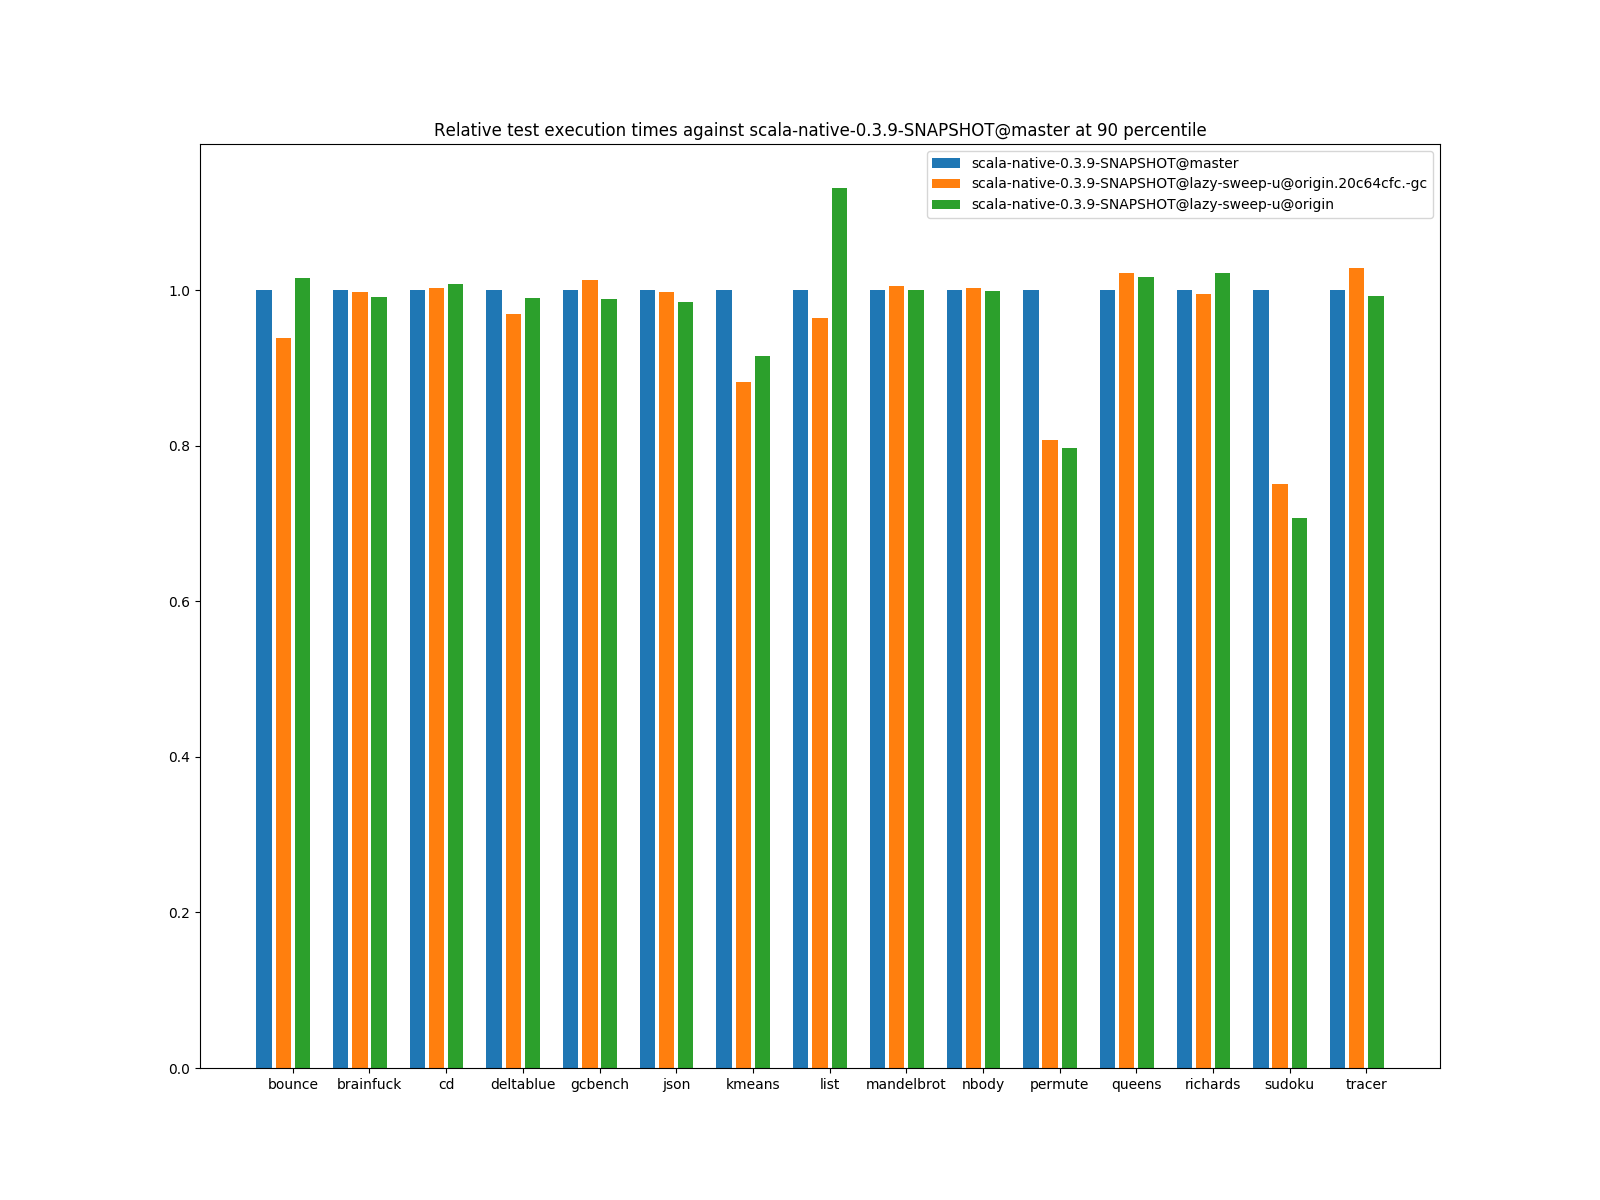 Relative test execution times against scala-native-0.3.9-SNAPSHOT@master at 90 percentile
scala-native-0.3.9-SNAPSHOT@master
scala-native-0.3.9-SNAPSHOT@lazy-sweep-u@origin.20c64cfc.-gc
scala-native-0.3.9-SNAPSHOT@lazy-sweep-u@origin
1.0
0.8
0.6
0.4
0.2
0.0
bounce brainfuck cd deltablue gcbench json kmeans list mandelbrot nbody permute queens richards sudoku tracer